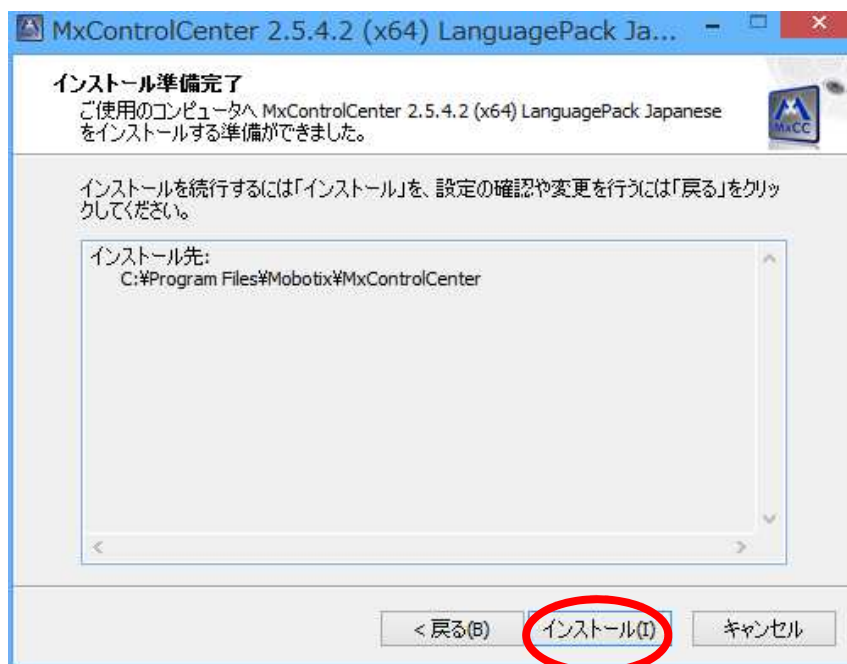 MxControlCenter 2.5.4.2 (x64) LanguagePack Ja...
インストール準備完了
ご使用のコンピュータへ MxControlCenter 2.5.4.2 (x64) LanguagePack Japanese
をインストールする準備ができました。
MxCC
インストールを続行するには「インストール」を、設定の確認や変更を行うには「戻る」をクリッ
クしてください。
インストール先:
C:¥Program Files¥Mobotix¥MxControlCenter
< 戻る(B)
インストール(I)
キャンセル